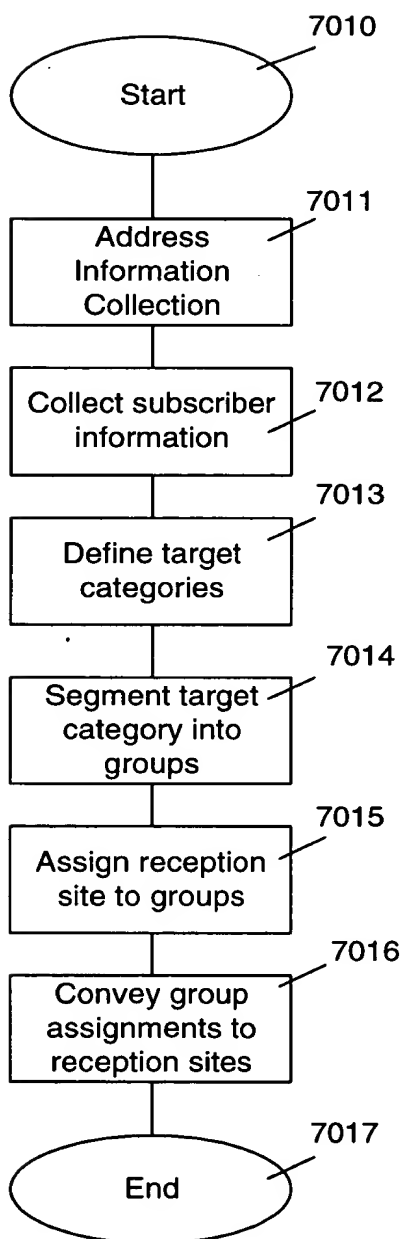 7010
Start
7011
Address
Information
Collection
7012
Collect subscriber
information
7013
Define target
categories
7014
Segment target
category into
groups
7015
Assign reception
site to groups
7016
Convey group
assignments to
reception sites
7017
End